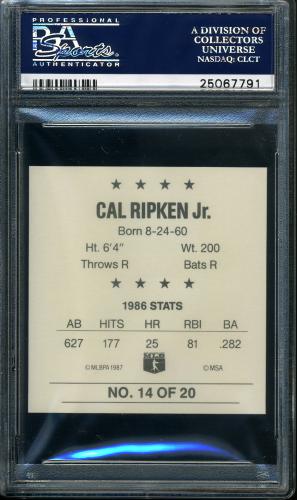 PROFESSIONAL
PSA
Sports
AUTHENTICATOR
A DIVISION OF
COLLECTORS
UNIVERSE
NASDAQ: CLCT
25067791
★ ★ ★ ★
CAL RIPKEN Jr.
Born 8-24-60
Ht. 6'4" Wt. 200
Throws R Bats R
★ ★ ★ ★
1986 STATS
AB HITS HR RBI BA
627 177 25 81 .282
© MLBPA 1987 © MSA
NO. 14 OF 20